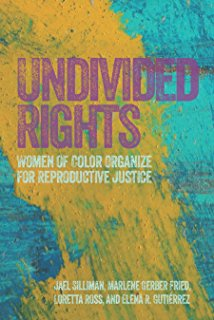 UNDIVIDED
RIGHTS
WOMEN OF COLOR ORGANIZE
FOR REPRODUCTIVE JUSTICE
JAEL SILLIMAN, MARLENE GERBER FRIED,
LORETTA ROSS, AND ELENA R. GUTIÉRREZ